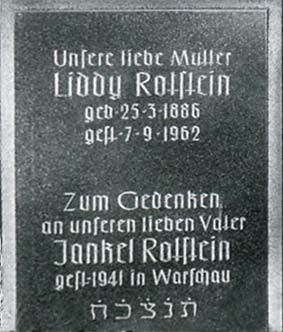 Unsere liebe Mutter
Liddy Rotstein
geb·25·3·1886
gest·7·9·1962
Zum Gedenken
an unseren lieben Vater
Jankel Rotstein
gest·1941 in Warschau
תנצבה